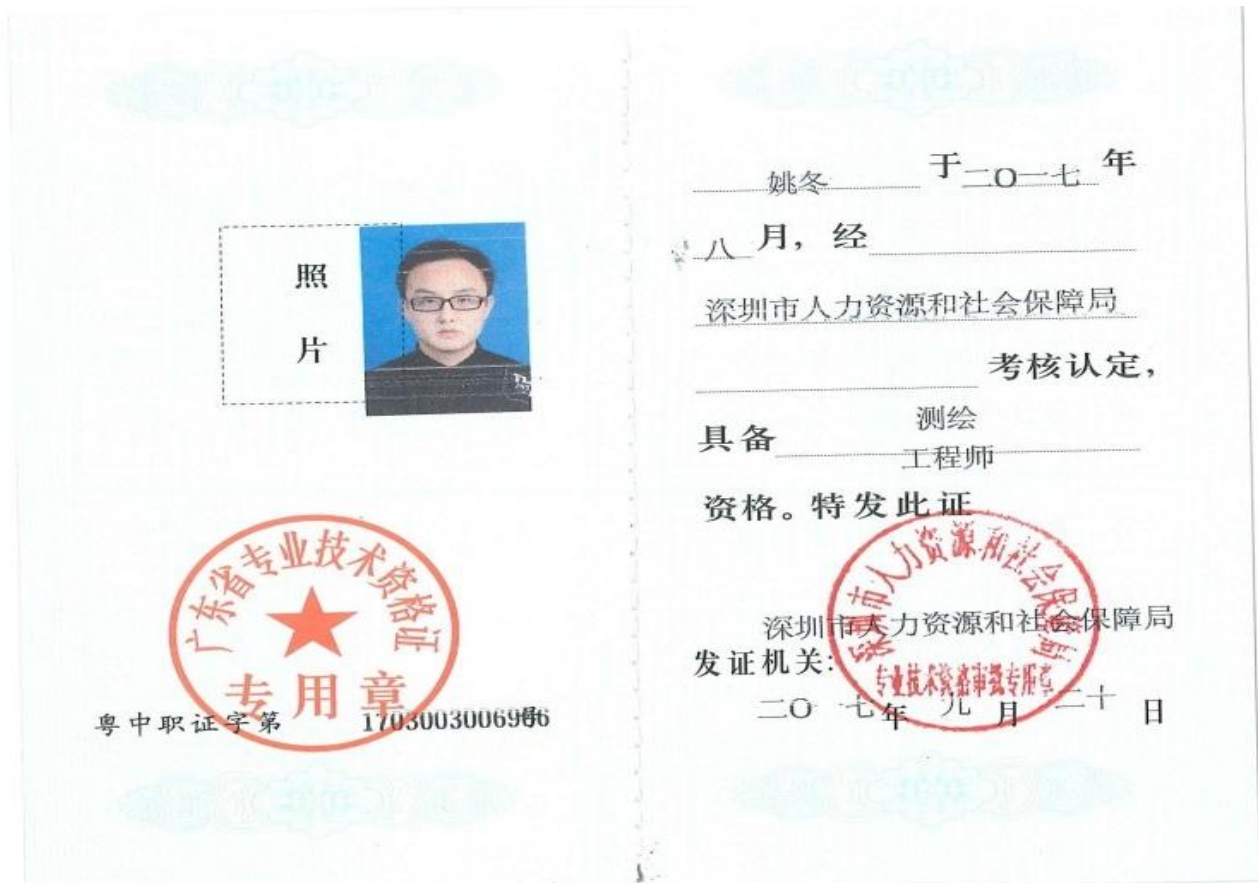 照
片
广东省专业技术资格证
专用章
粤中职证字第 号
姚冬 于二〇一七年
八月，经
深圳市人力资源和社会保障局
考核认定，
具备 测绘
工程师
资格。特发此证
深圳市人力资源和社会保障局
专业技术资格审批专用章
深圳市人力资源和社会保障局
发证机关：
二〇一七年九月二十日